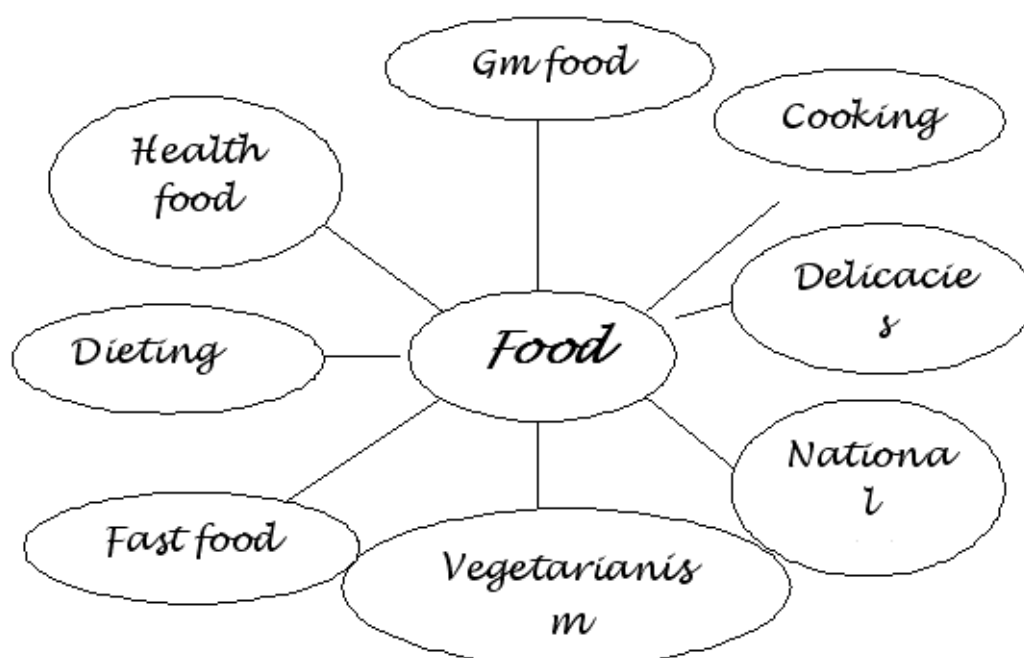 Gm food
Cooking
Health
food
Delicacie
s
Food
Dieting
Nationa
l
Fast food
Vegetarianis
m